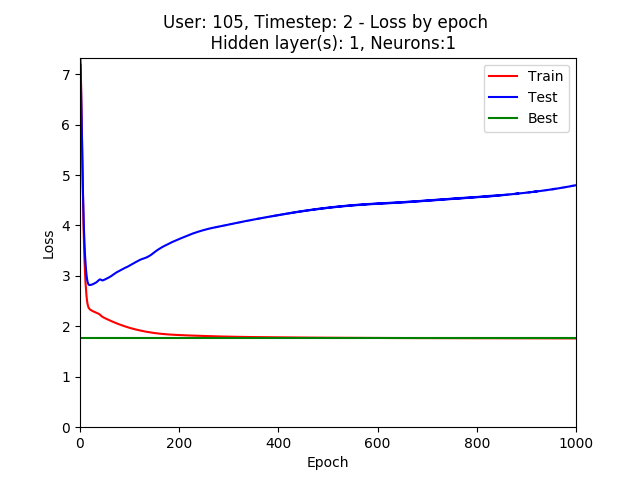 User: 105, Timestep: 2 - Loss by epoch
Hidden layer(s): 1, Neurons:1
Train
Test
Best
Loss
7
6
5
4
3
2
1
0
0 200 400 600 800 1000
Epoch